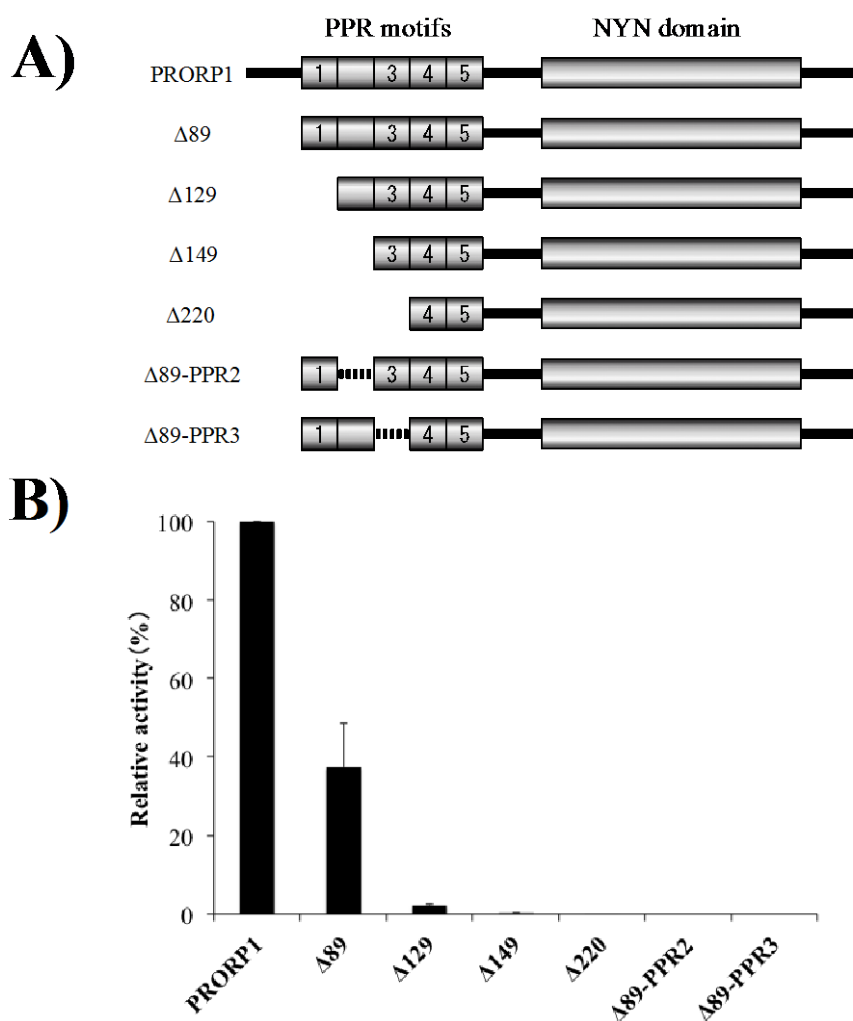 A)
PPR motifs NYN domain
PRORP1 1 3 4 5
Δ89 1 3 4 5
Δ129 3 4 5
Δ149 3 4 5
Δ220 4 5
Δ89-PPR2 1 3 4 5
Δ89-PPR3 1 4 5
B)
Relative activity (%)
100
80
60
40
20
0
PRORP1 Δ89 Δ129 Δ149 Δ220 Δ89-PPR2 Δ89-PPR3